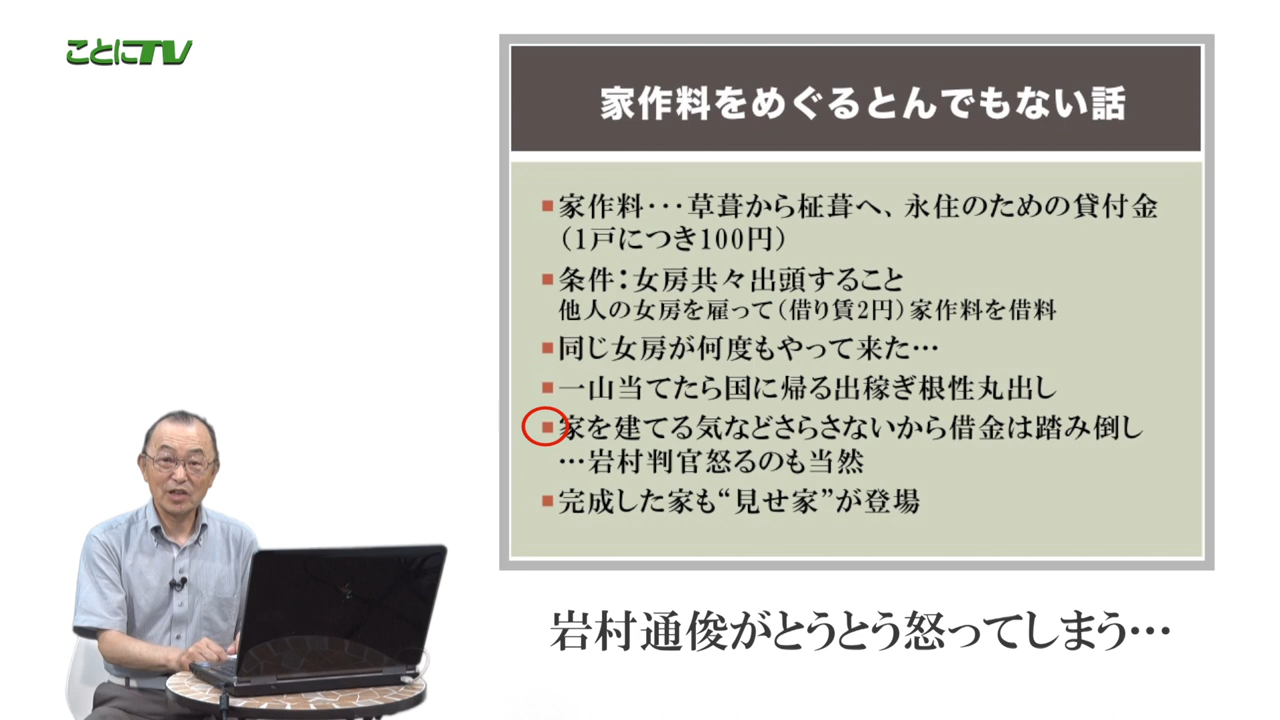 ことにTV
家作料をめぐるとんでもない話
■家作料･･･草葺から柾葺へ、永住のための貸付金
（1戸につき100円）
■条件：女房共々出頭すること
他人の女房を雇って（借り賃2円）家作料を借料
■同じ女房が何度もやって来た…
■一山当てたら国に帰る出稼ぎ根性丸出し
■家を建てる気などさらさないから借金は踏み倒し
…岩村判官怒るのも当然
■完成した家も“見せ家”が登場
岩村通俊がとうとう怒ってしまう…